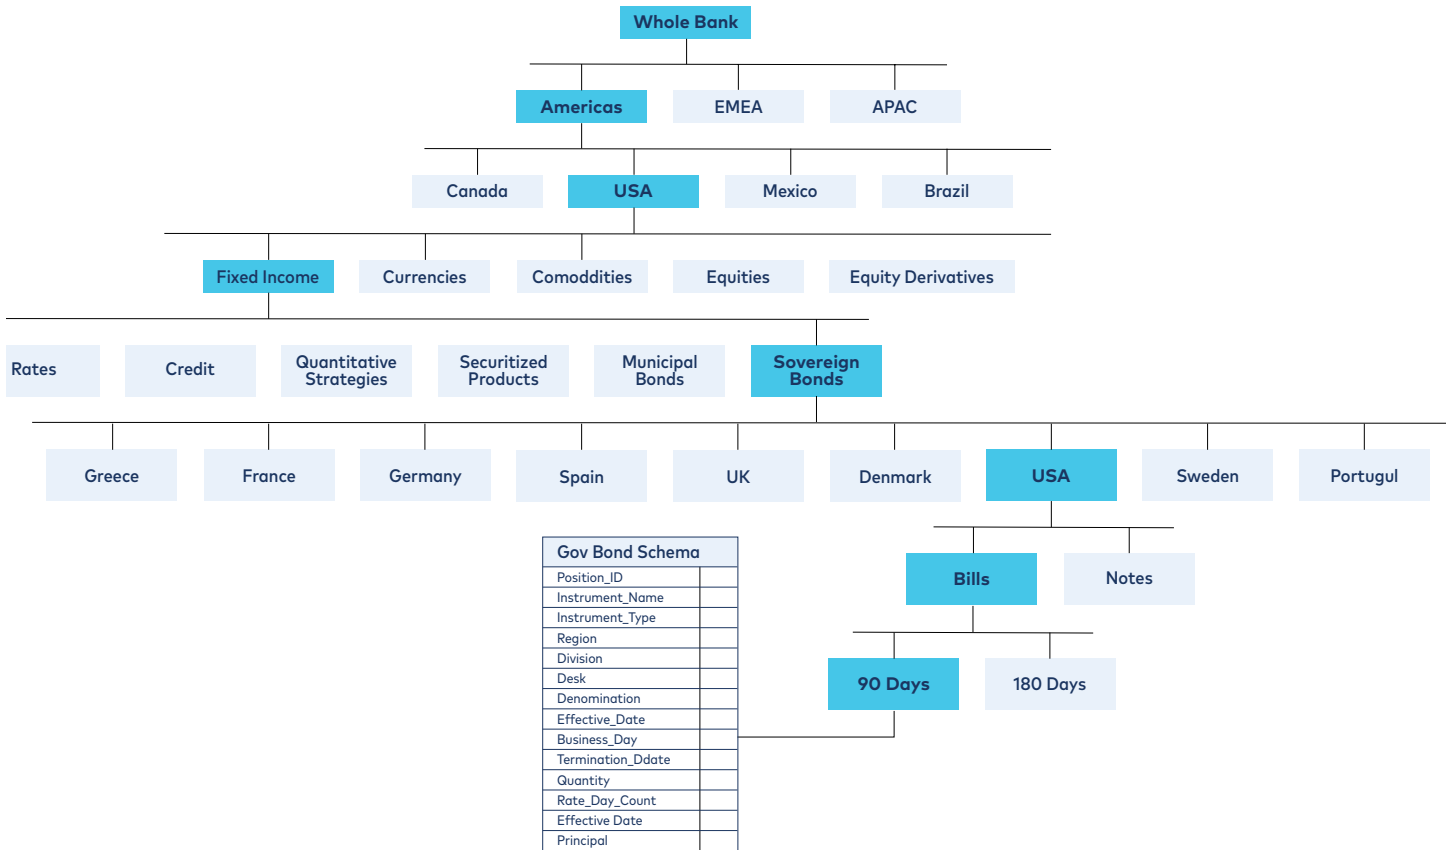 Whole Bank
Americas
EMEA
APAC
Canada
USA
Mexico
Brazil
Fixed Income
Currencies
Comoddities
Equities
Equity Derivatives
Rates
Credit
Quantitative
Strategies
Securitized
Products
Municipal
Bonds
Sovereign
Bonds
Greece
France
Germany
Spain
UK
Denmark
USA
Sweden
Portugul
Bills
Notes
90 Days
180 Days
Gov Bond Schema
Position_ID
Instrument_Name
Instrument_Type
Region
Division
Desk
Denomination
Effective_Date
Business_Day
Termination_Ddate
Quantity
Rate_Day_Count
Effective Date
Principal